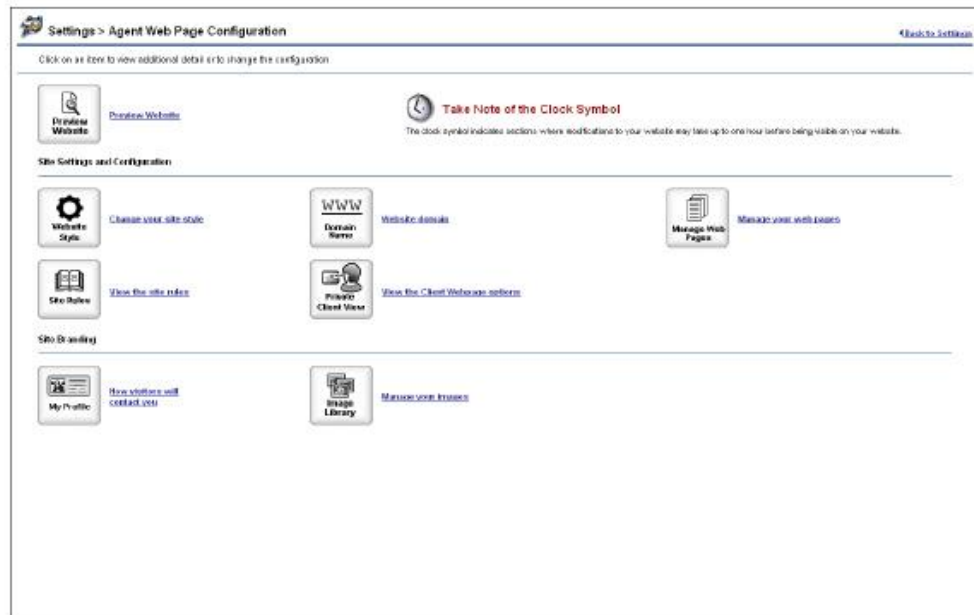 Settings > Agent Web Page Configuration
Back to Settings
Click on an item to view additional detail or to change the configuration
Preview
Website
Preview Website
Take Note of the Clock Symbol
The clock symbol indicates sections where modifications to your website may take up to one hour before being visible on your website.
Site Settings and Configuration
Website
Style
Change your site style
WWW
Domain
Name
Website domain
Manage Web
Pages
Manage your web pages
Site Rules
View the site rules
Private
Client View
View the Client Webpage options
Site Branding
My Profile
How visitors will
contact you
Image
Library
Manage your Images